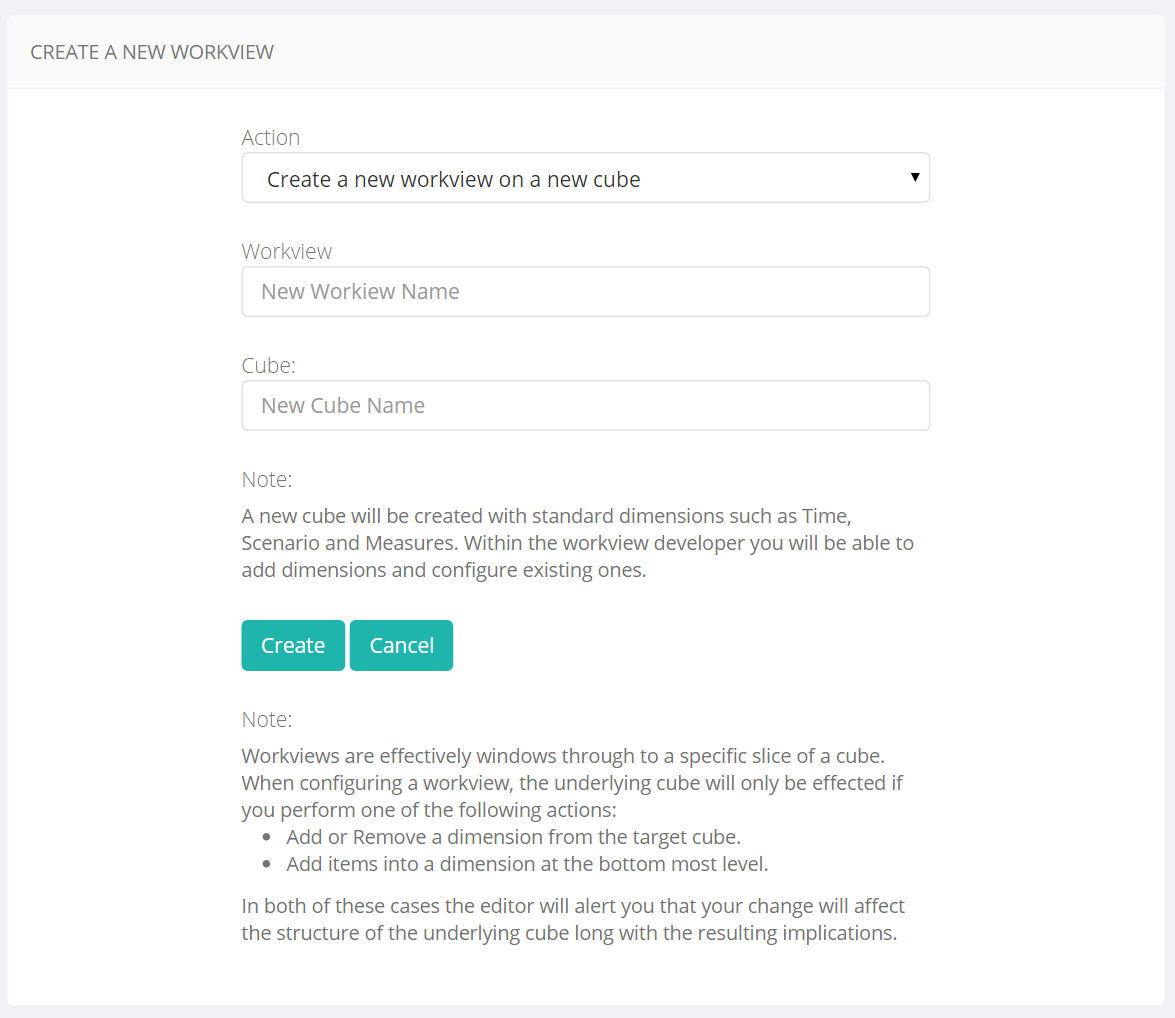 CREATE A NEW WORKVIEW
Action
Create a new workview on a new cube
Workview
New Workiew Name
Cube:
New Cube Name
Note:
A new cube will be created with standard dimensions such as Time,
Scenario and Measures. Within the workview developer you will be able to
add dimensions and configure existing ones.
Create Cancel
Note:
Workviews are effectively windows through to a specific slice of a cube.
When configuring a workview, the underlying cube will only be effected if
you perform one of the following actions:
• Add or Remove a dimension from the target cube.
• Add items into a dimension at the bottom most level.
In both of these cases the editor will alert you that your change will affect
the structure of the underlying cube long with the resulting implications.